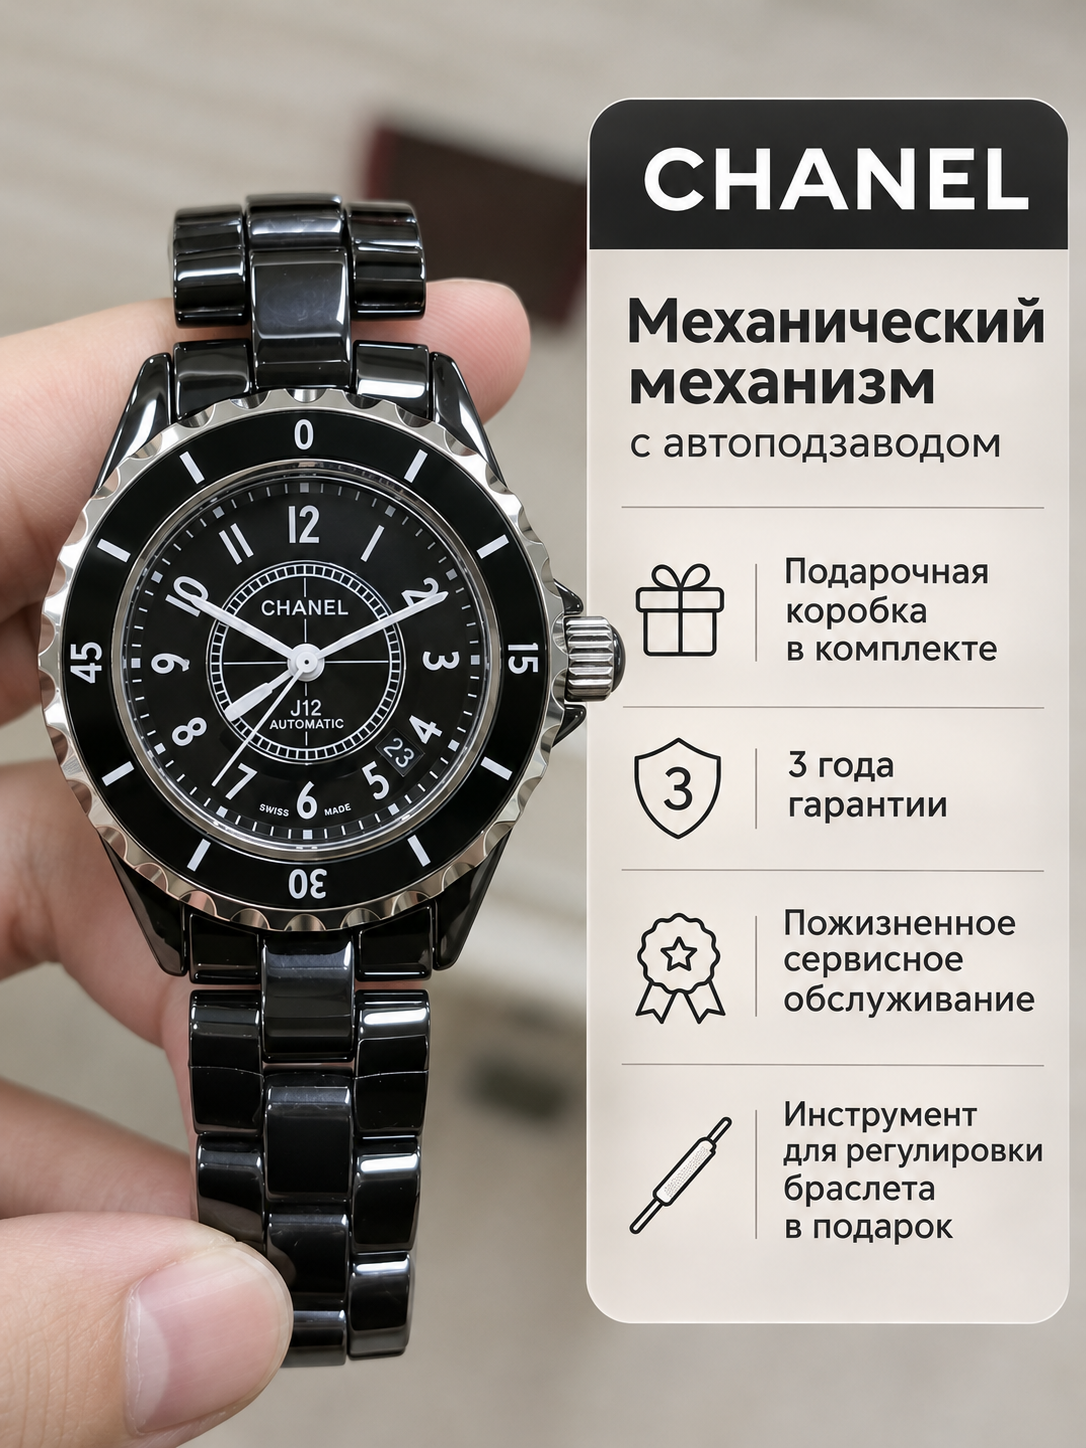 CHANEL
Механический
механизм
с автоподзаводом
Подарочная
коробка
в комплекте
3
3 года
гарантии
Пожизненное
сервисное
обслуживание
Инструмент
для регулировки
браслета
в подарок
0
15
30
45
12
1
2
3
4
5
6
7
8
9
10
11
CHANEL
J12
AUTOMATIC
23
SWISS MADE